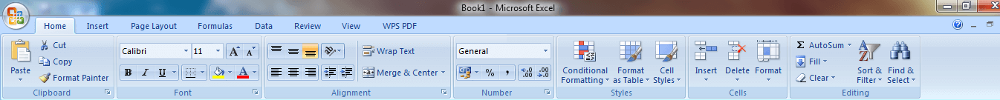 Book1 - Microsoft Excel
Home Insert Page Layout Formulas Data Review View WPS PDF
Paste
Cut
Copy
Format Painter
Clipboard
Calibri 11 A A
B I U A
Font
Wrap Text
Merge & Center
Alignment
General
% , .0 .00 .00 .0
Number
Conditional Formatting
Format as Table
Cell Styles
Styles
Insert Delete Format
Cells
Σ AutoSum
Fill
Clear
A Z
Sort & Filter
Find & Select
Editing